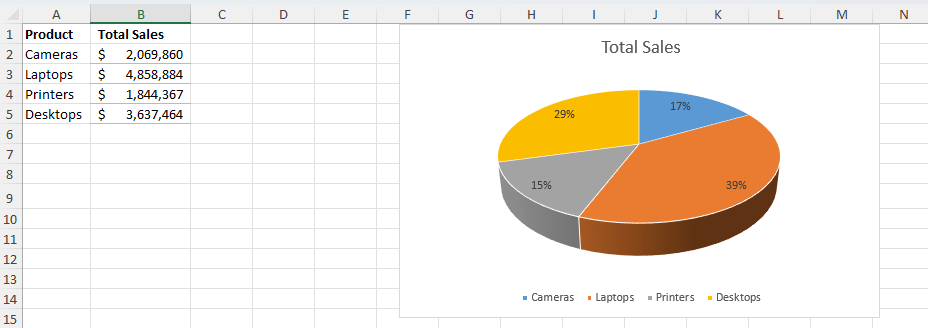 A B C D E F G H I J K L M N
1 Product Total Sales
2 Cameras $ 2,069,860
3 Laptops $ 4,858,884
4 Printers $ 1,844,367
5 Desktops $ 3,637,464
6
7
8
9
10
11
12
13
14
15
Total Sales
17%
29%
15%
39%
Cameras Laptops Printers Desktops